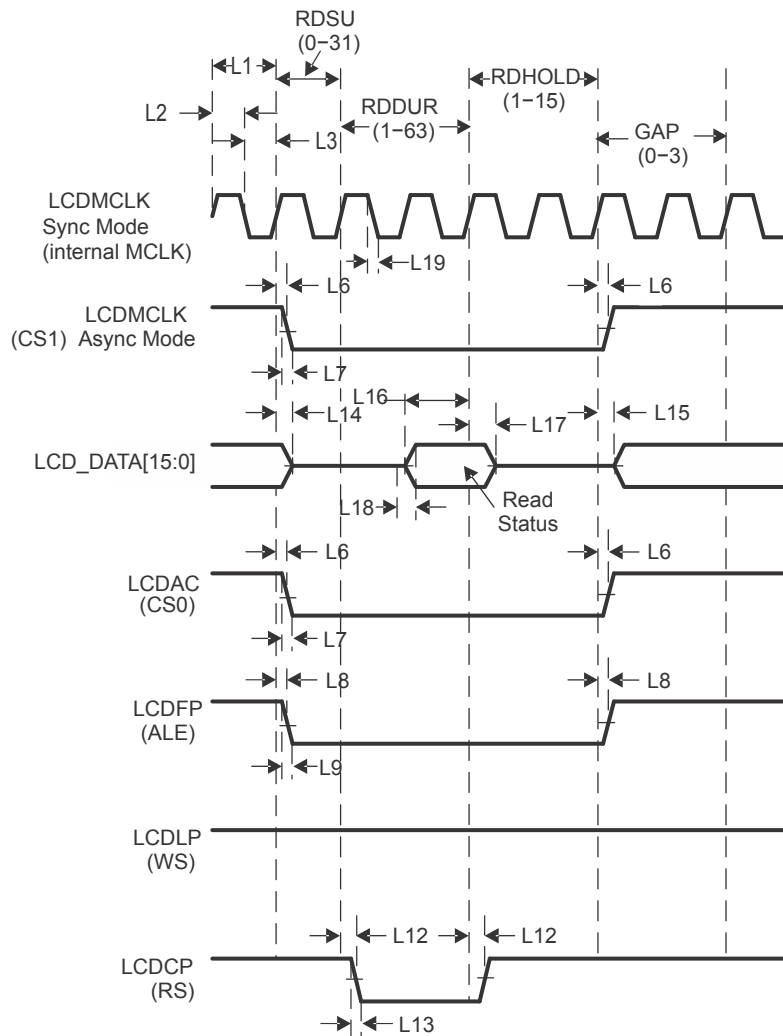 RDSU
(0−31)
L1
RDHOLD
(1−15)
L2
RDDUR
(1−63)
GAP
(0−3)
L3
LCDMCLK
Sync Mode
(internal MCLK)
L19
L6
L6
LCDMCLK
(CS1) Async Mode
L7
L16
L14
L17
L15
LCD_DATA[15:0]
L18
Read
Status
L6
L6
LCDAC
(CS0)
L7
L8
L8
LCDFP
(ALE)
L9
LCDLP
(WS)
L12
L12
LCDCP
(RS)
L13